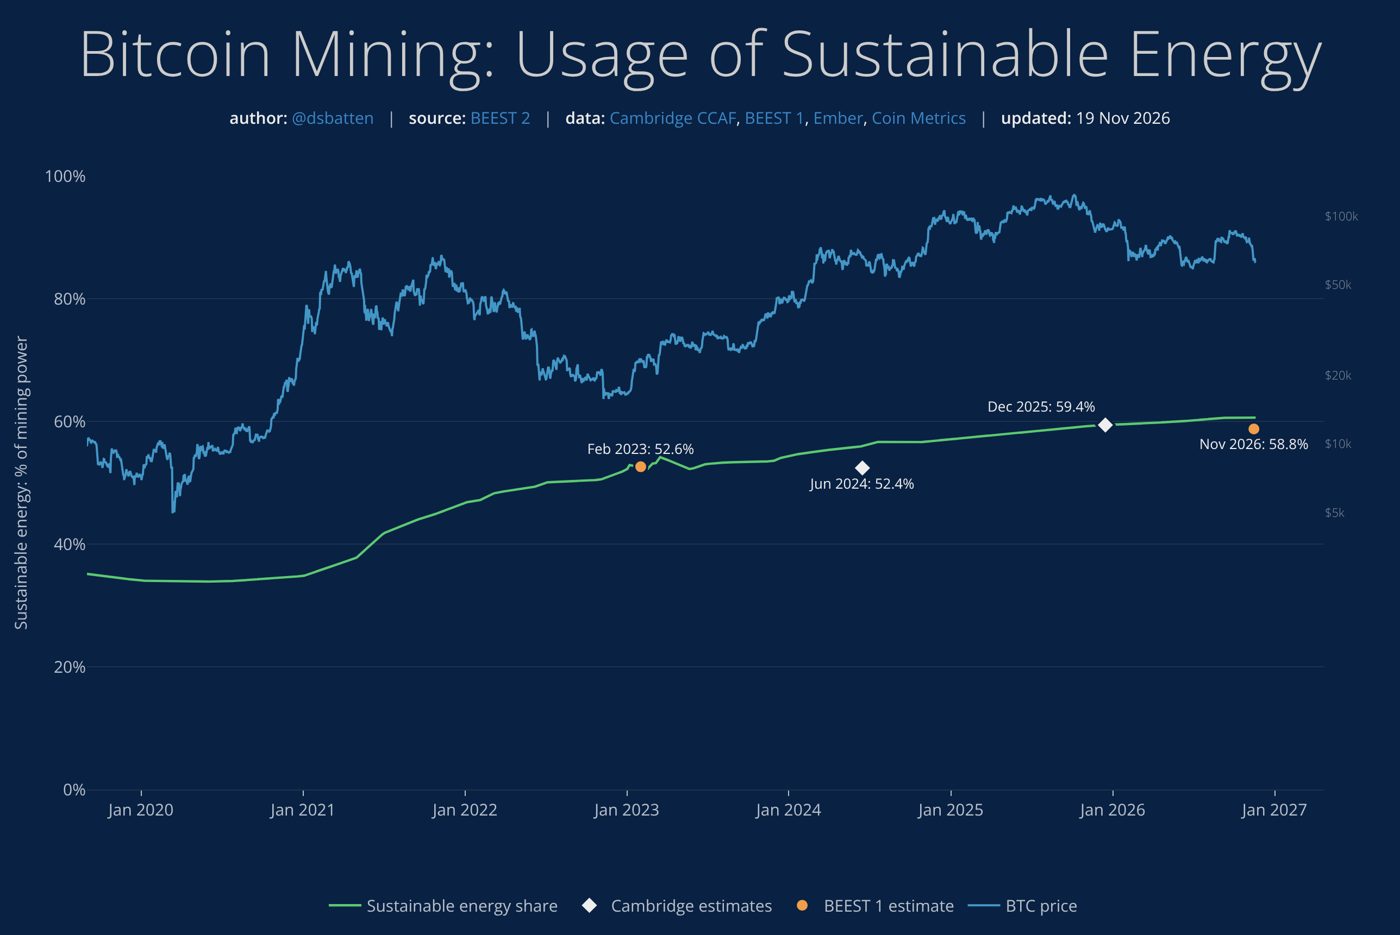 Bitcoin Mining: Usage of Sustainable Energy
author: @dsbatten | source: BEEST 2 | data: Cambridge CCAF, BEEST 1, Ember, Coin Metrics | updated: 19 Nov 2026
Sustainable energy: % of mining power
100%
80%
60%
40%
20%
0%
$100k
$50k
$20k
$10k
$5k
Dec 2025: 59.4%
Feb 2023: 52.6%
Nov 2026: 58.8%
Jun 2024: 52.4%
Jan 2020 Jan 2021 Jan 2022 Jan 2023 Jan 2024 Jan 2025 Jan 2026 Jan 2027
Sustainable energy share Cambridge estimates BEEST 1 estimate BTC price